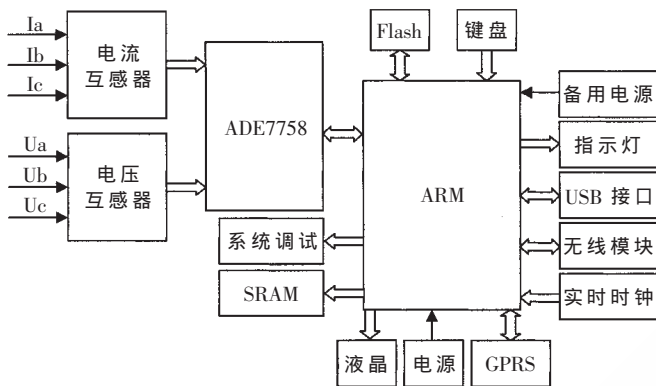 Ia
Ib
Ic
电流
互感器
Ua
Ub
Uc
电压
互感器
ADE7758
Flash
键盘
ARM
备用电源
指示灯
USB 接口
无线模块
实时时钟
系统调试
SRAM
液晶
电源
GPRS